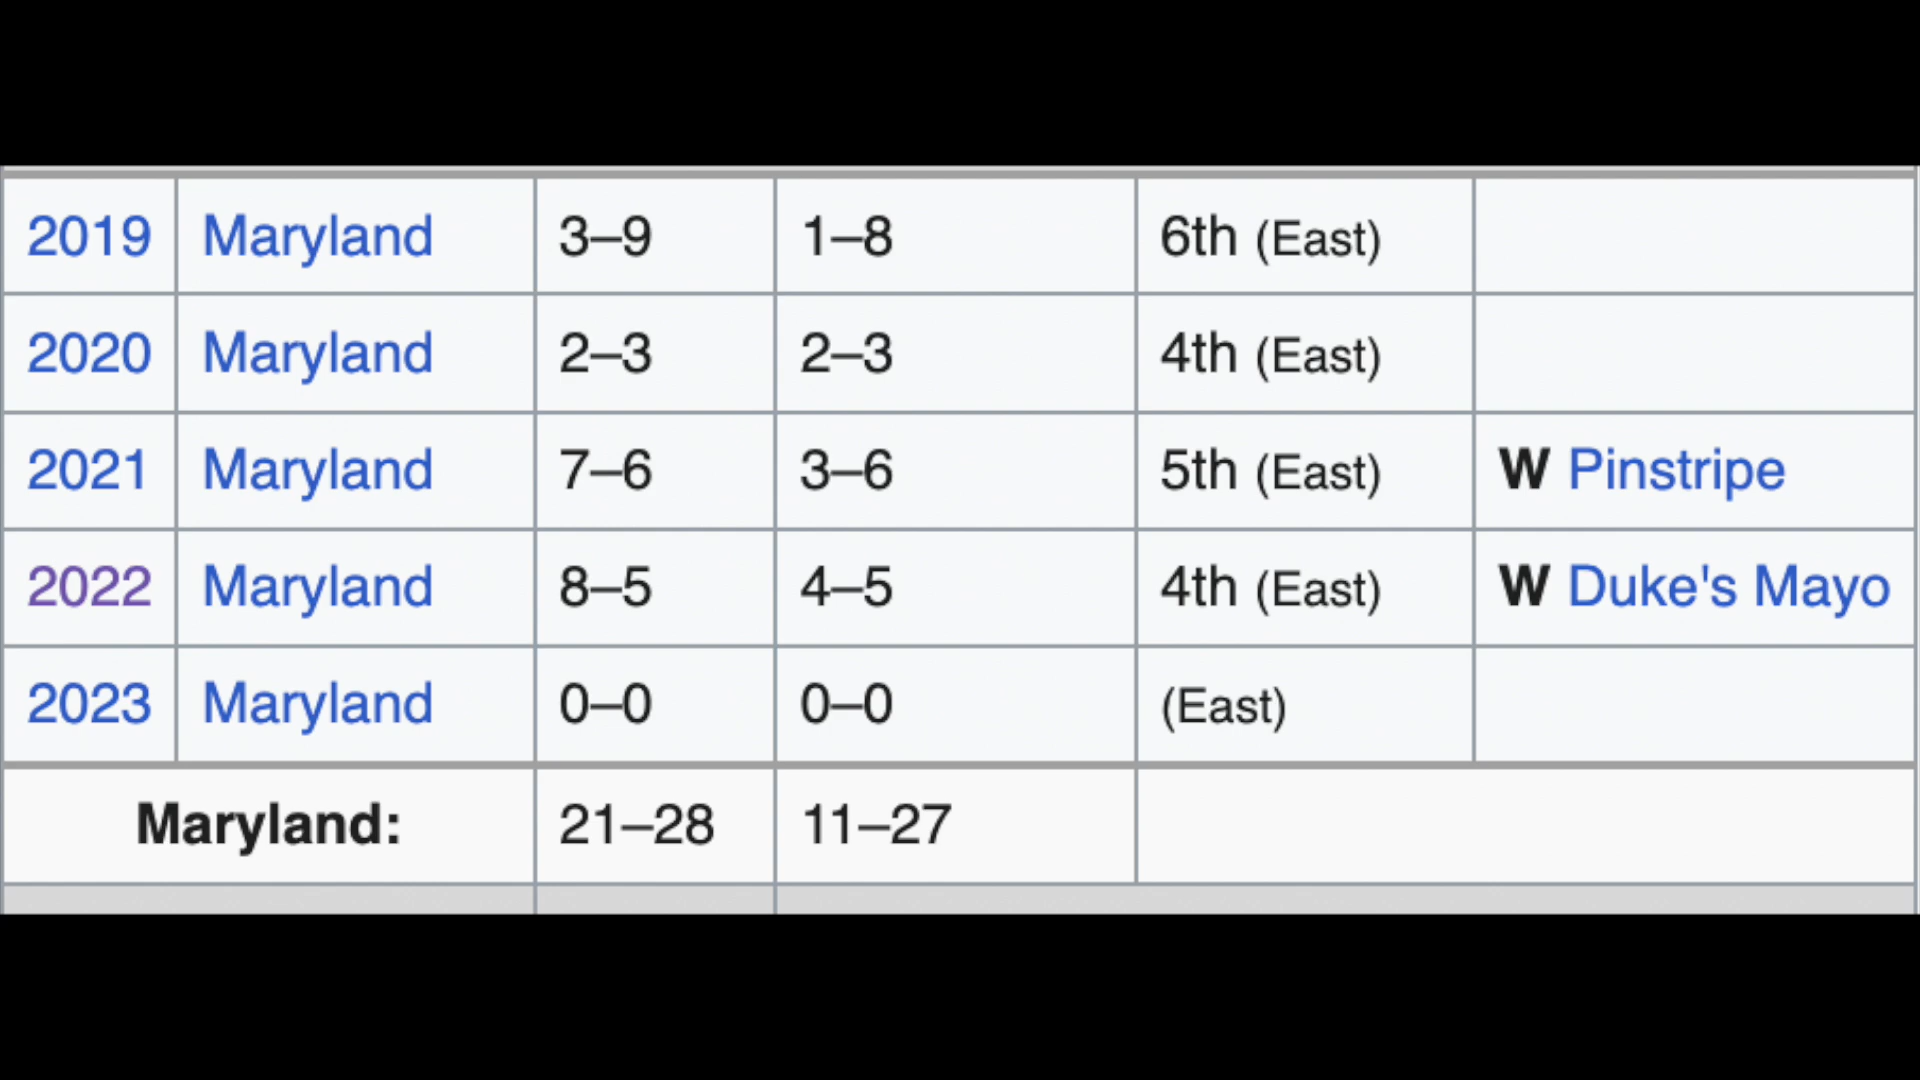 2019 Maryland 3–9 1–8 6th (East)
2020 Maryland 2–3 2–3 4th (East)
2021 Maryland 7–6 3–6 5th (East) W Pinstripe
2022 Maryland 8–5 4–5 4th (East) W Duke's Mayo
2023 Maryland 0–0 0–0 (East)
Maryland: 21–28 11–27